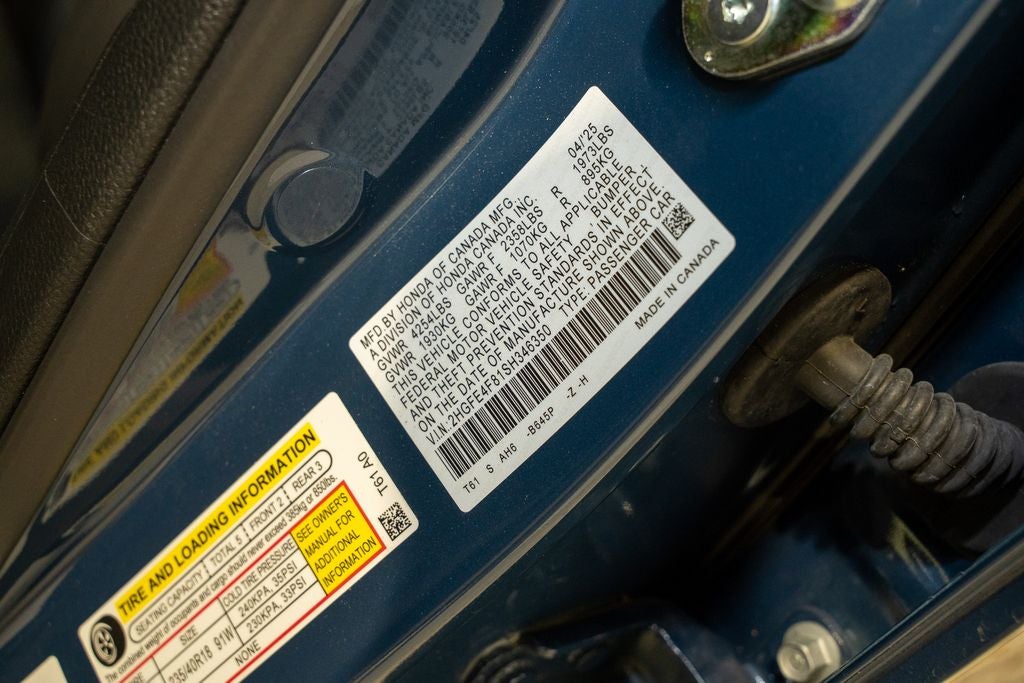 MFD BY HONDA OF CANADA MFG.
A DIVISION OF HONDA CANADA INC. 04/'25
GVWR 4254LBS GAWR F 2358LBS R 1973LBS
GVWR 1930KG GAWR F 1070KG R 895KG
THIS VEHICLE CONFORMS TO ALL APPLICABLE
FEDERAL MOTOR VEHICLE SAFETY, BUMPER,
AND THEFT PREVENTION STANDARDS IN EFFECT
ON THE DATE OF MANUFACTURE SHOWN ABOVE.
V.I.N.:2HGFE4F81SH346350 TYPE: PASSENGER CAR
T61 S AH6 -B64SP -Z -H
MADE IN CANADA
TIRE AND LOADING INFORMATION
SEATING CAPACITY TOTAL 5 FRONT 2 REAR 3
The combined weight of occupants and cargo should never exceed 385kg or 850lbs.
SIZE COLD TIRE PRESSURE
235/40R18 91W 240KPA, 35PSI
230KPA, 33PSI
NONE
SEE OWNER'S
MANUAL FOR
ADDITIONAL
INFORMATION
T61 A0